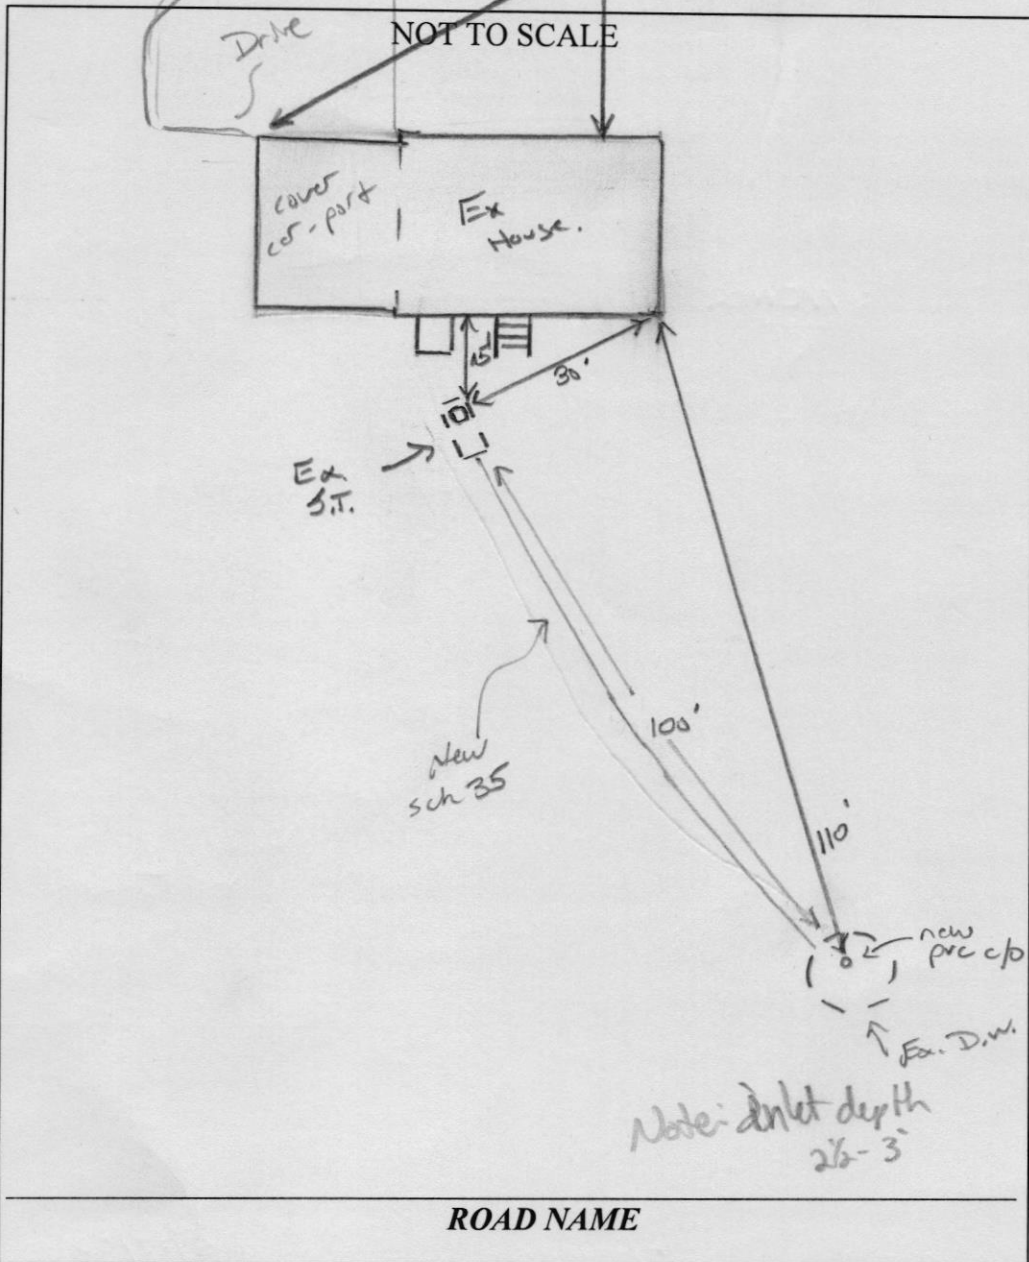 NOT TO SCALE
Drive
cover
car-port
Ex
House.
15'
30'
Ex.
S.T.
New
sch 35
100'
110'
new
pvc c/o
Ex. D.W.
Note: inlet depth
2½-3'
ROAD NAME